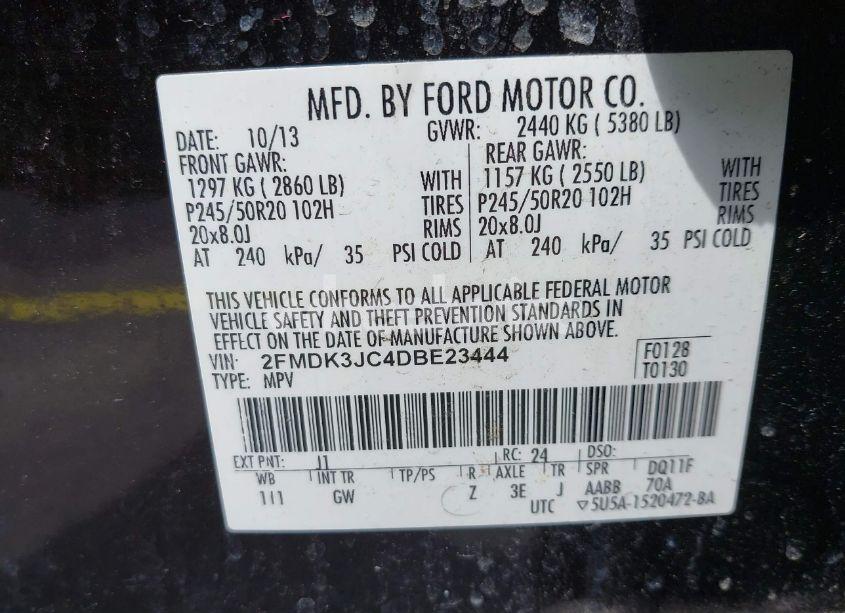 MFD. BY FORD MOTOR CO.
DATE: 10/13 GVWR: 2440 KG ( 5380 LB)
FRONT GAWR: REAR GAWR:
1297 KG ( 2860 LB) WITH 1157 KG ( 2550 LB) WITH
P245/50R20 102H TIRES P245/50R20 102H TIRES
20x8.0J RIMS 20x8.0J RIMS
AT 240 kPa/ 35 PSI COLD AT 240 kPa/ 35 PSI COLD
THIS VEHICLE CONFORMS TO ALL APPLICABLE FEDERAL MOTOR
VEHICLE SAFETY AND THEFT PREVENTION STANDARDS IN
EFFECT ON THE DATE OF MANUFACTURE SHOWN ABOVE.
VIN: 2FMDK3JC4DBE23444 F0128
TYPE: MPV T0130
EXT PNT: J1 RC: 24 DSO:
WB INT TR TP/PS R AXLE TR SPR DQ11F
111 GW Z 3E J AABB 70A
UTC ▽5U5A-1520472-BA